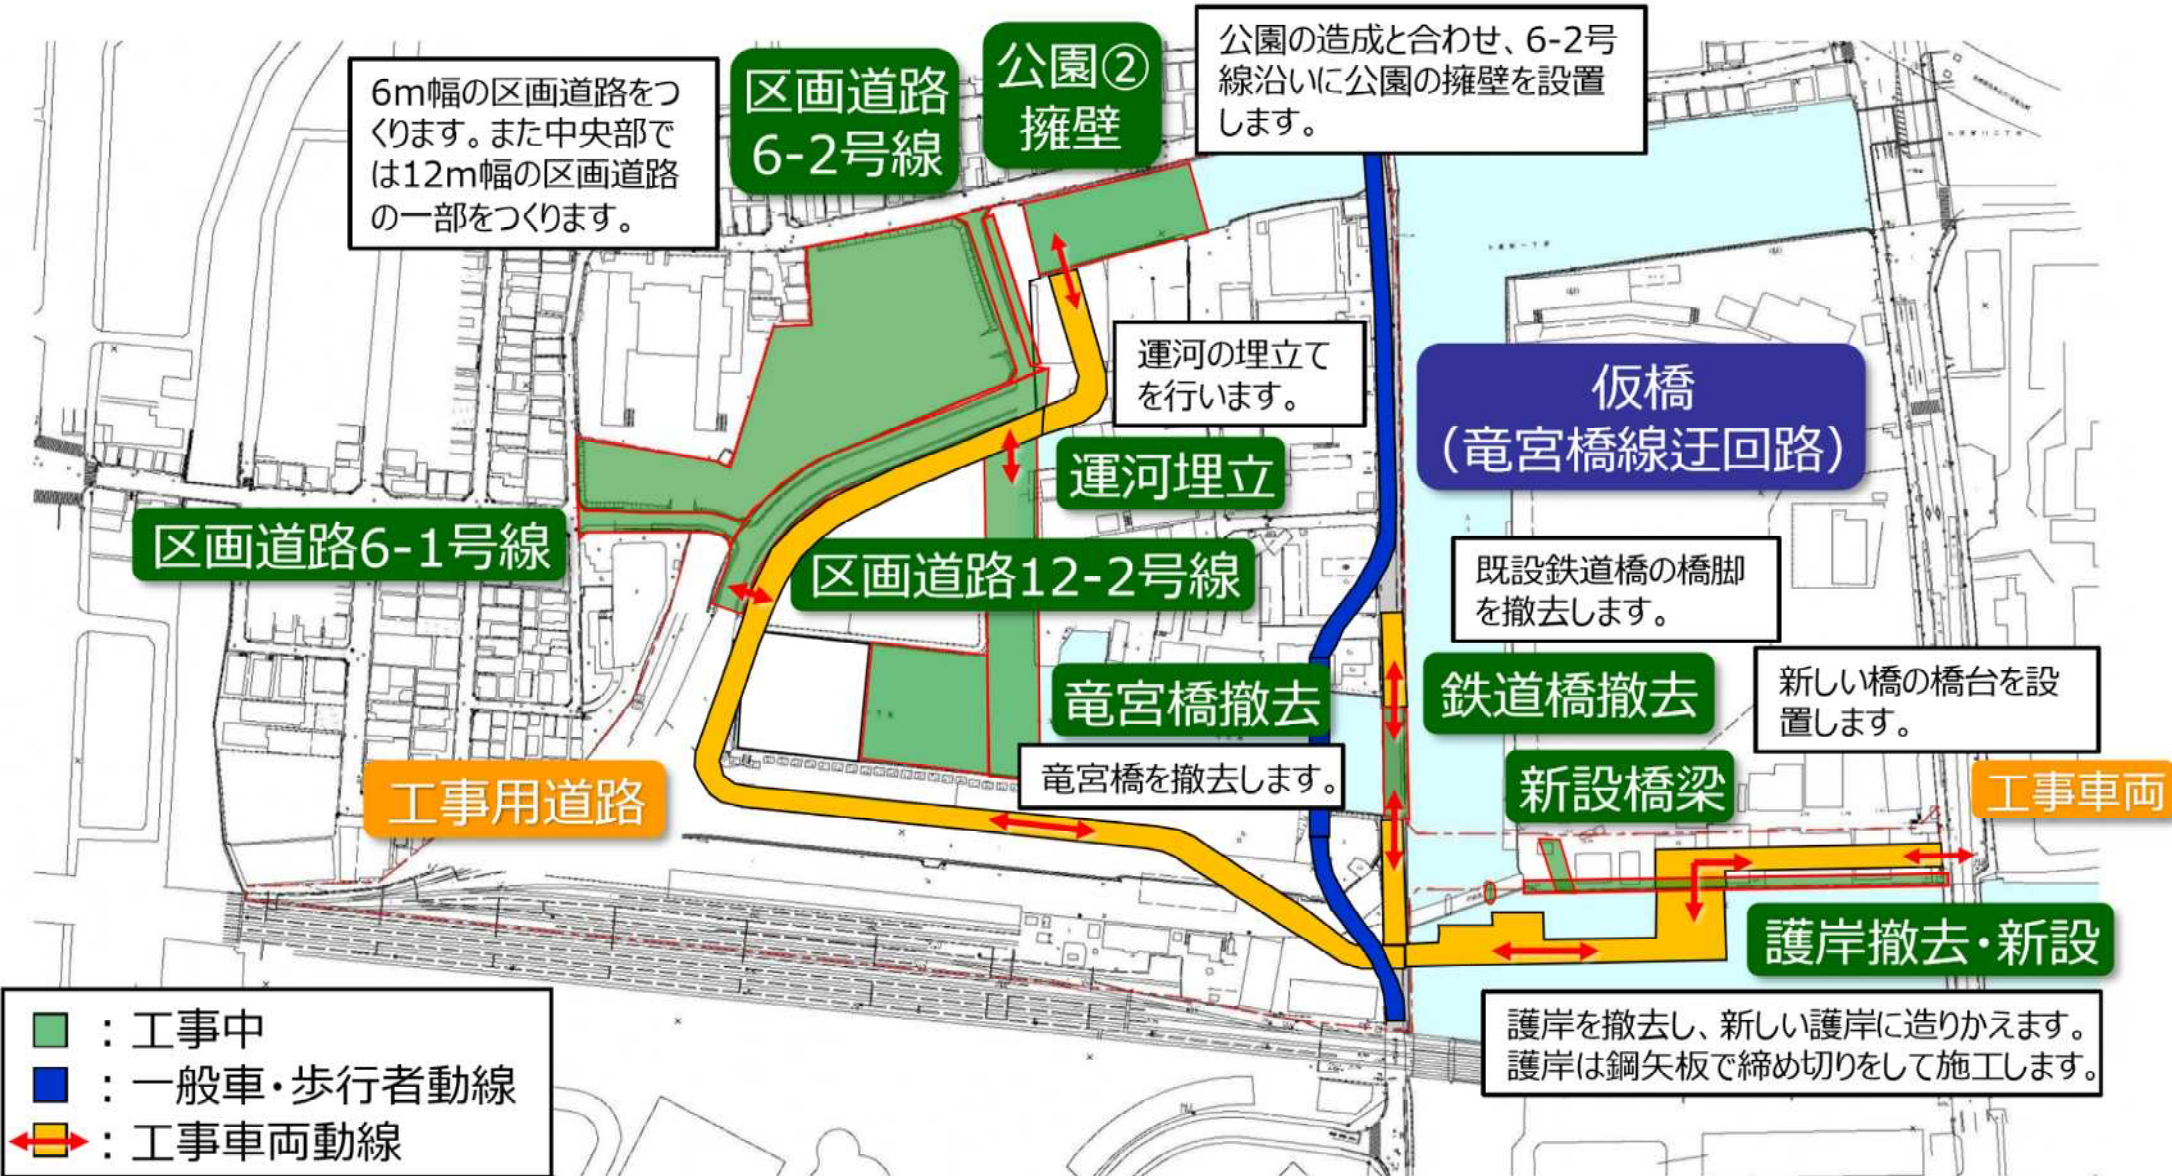 6m幅の区画道路をつ
くります。また中央部で
は12m幅の区画道路
の一部をつくります。
区画道路
6-2号線
公園②
擁壁
公園の造成と合わせ、6-2号
線沿いに公園の擁壁を設置
します。
運河の埋立て
を行います。
運河埋立
仮橋
(竜宮橋線迂回路)
区画道路6-1号線
区画道路12-2号線
既設鉄道橋の橋脚
を撤去します。
竜宮橋撤去
竜宮橋を撤去します。
鉄道橋撤去
新しい橋の橋台を設
置します。
新設橋梁
工事用道路
工事車両
護岸撤去・新設
護岸を撤去し、新しい護岸に造りかえます。
護岸は鋼矢板で締め切りをして施工します。
:工事中
:一般車・歩行者動線
:工事車両動線